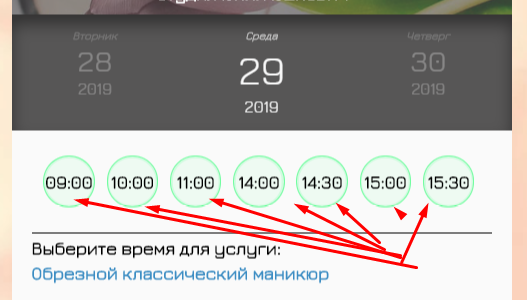 Вторник Среда Четверг
28 29 30
2019 2019 2019
09:00 10:00 11:00 14:00 14:30 15:00 15:30
Выберите время для услуги:
Обрезной классический маникюр